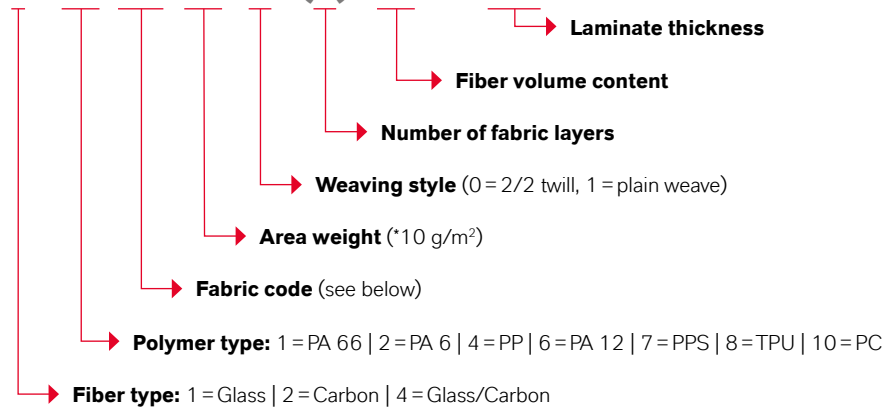 Laminate thickness
Fiber volume content
Number of fabric layers
Weaving style (0 = 2/2 twill, 1 = plain weave)
Area weight (*10 g/m²)
Fabric code (see below)
Polymer type: 1 = PA 66 | 2 = PA 6 | 4 = PP | 6 = PA 12 | 7 = PPS | 8 = TPU | 10 = PC
Fiber type: 1 = Glass | 2 = Carbon | 4 = Glass/Carbon